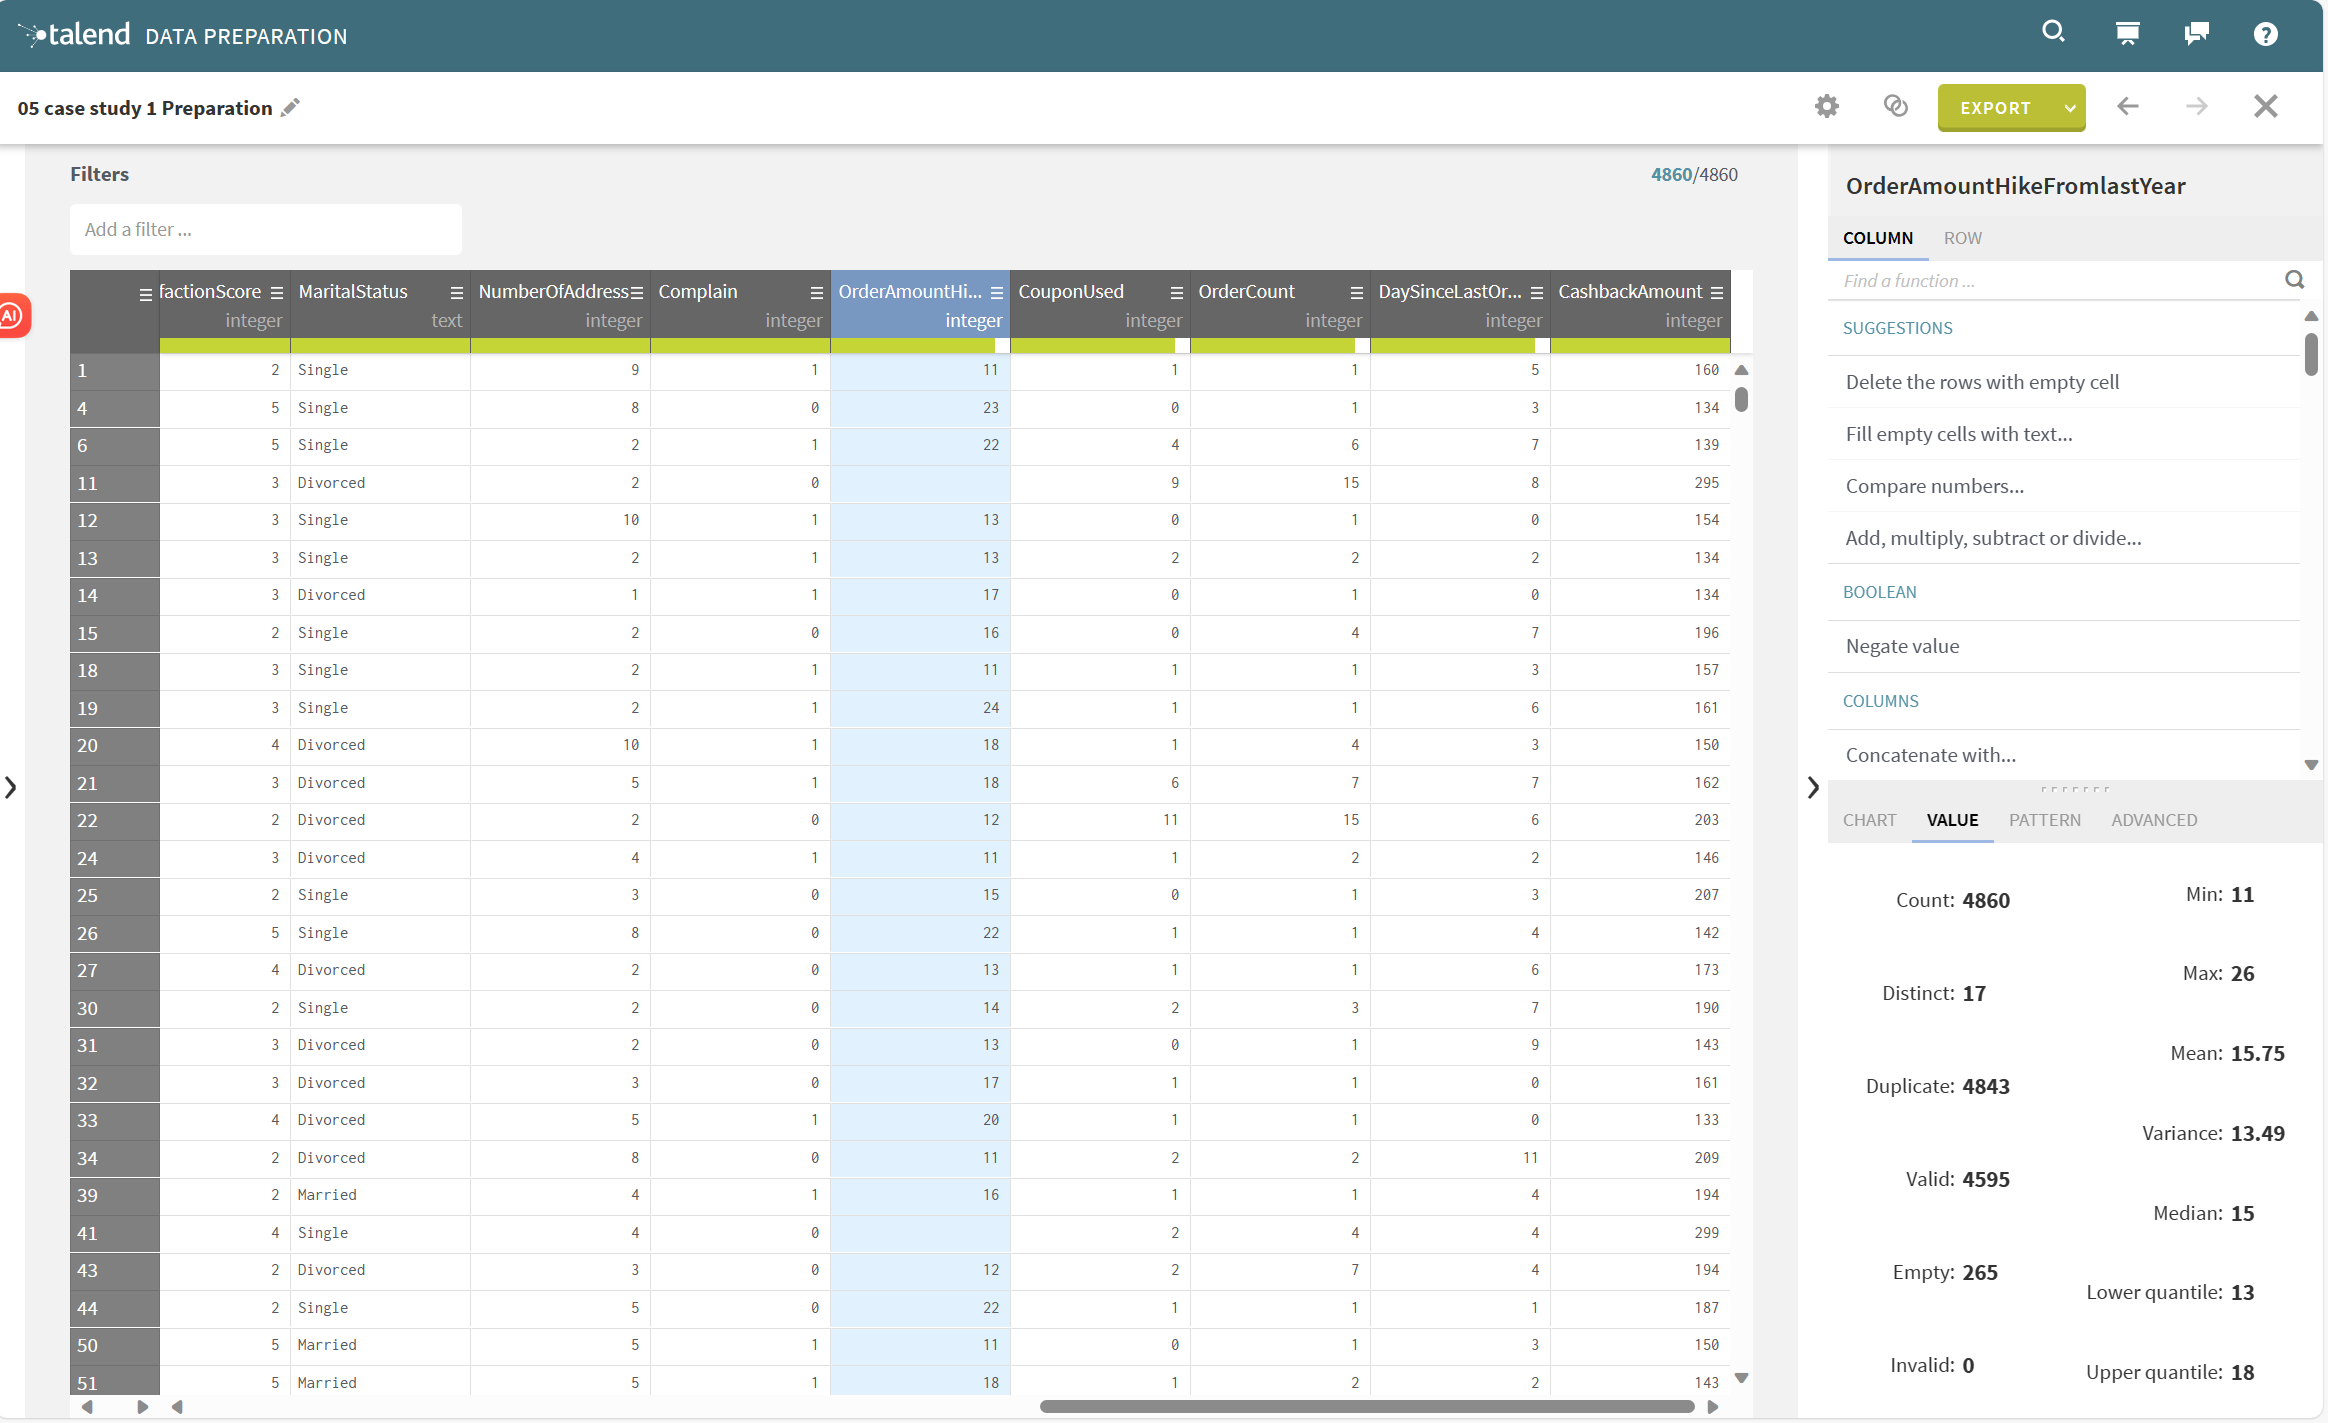 talend DATA PREPARATION
05 case study 1 Preparation
EXPORT
Filters
4860/4860
Add a filter ...
factionScore MaritalStatus NumberOfAddress Complain OrderAmountHi... CouponUsed OrderCount DaySinceLastOr... CashbackAmount
integer text integer integer integer integer integer integer integer
1 2 Single 9 1 11 1 1 5 160
4 5 Single 8 0 23 0 1 3 134
6 5 Single 2 1 22 4 6 7 139
11 3 Divorced 2 0 9 15 8 295
12 3 Single 10 1 13 0 1 0 154
13 3 Single 2 1 13 2 2 2 134
14 3 Divorced 1 1 17 0 1 0 134
15 2 Single 2 0 16 0 4 7 196
18 3 Single 2 1 11 1 1 3 157
19 3 Single 2 1 24 1 1 6 161
20 4 Divorced 10 1 18 1 4 3 150
21 3 Divorced 5 1 18 6 7 7 162
22 2 Divorced 2 0 12 11 15 6 203
24 3 Divorced 4 1 11 1 2 2 146
25 2 Single 3 0 15 0 1 3 207
26 5 Single 8 0 22 1 1 4 142
27 4 Divorced 2 0 13 1 1 6 173
30 2 Single 2 0 14 2 3 7 190
31 3 Divorced 2 0 13 0 1 9 143
32 3 Divorced 3 0 17 1 1 0 161
33 4 Divorced 5 1 20 1 1 0 133
34 2 Divorced 8 0 11 2 2 11 209
39 2 Married 4 1 16 1 1 4 194
41 4 Single 4 0 2 4 4 299
43 2 Divorced 3 0 12 2 7 4 194
44 2 Single 5 0 22 1 1 1 187
50 5 Married 5 1 11 0 1 3 150
51 5 Married 5 1 18 1 2 2 143
AI
OrderAmountHikeFromlastYear
COLUMN ROW
Find a function ...
SUGGESTIONS
Delete the rows with empty cell
Fill empty cells with text...
Compare numbers...
Add, multiply, subtract or divide...
BOOLEAN
Negate value
COLUMNS
Concatenate with...
CHART VALUE PATTERN ADVANCED
Count: 4860
Distinct: 17
Duplicate: 4843
Valid: 4595
Empty: 265
Invalid: 0
Min: 11
Max: 26
Mean: 15.75
Variance: 13.49
Median: 15
Lower quantile: 13
Upper quantile: 18